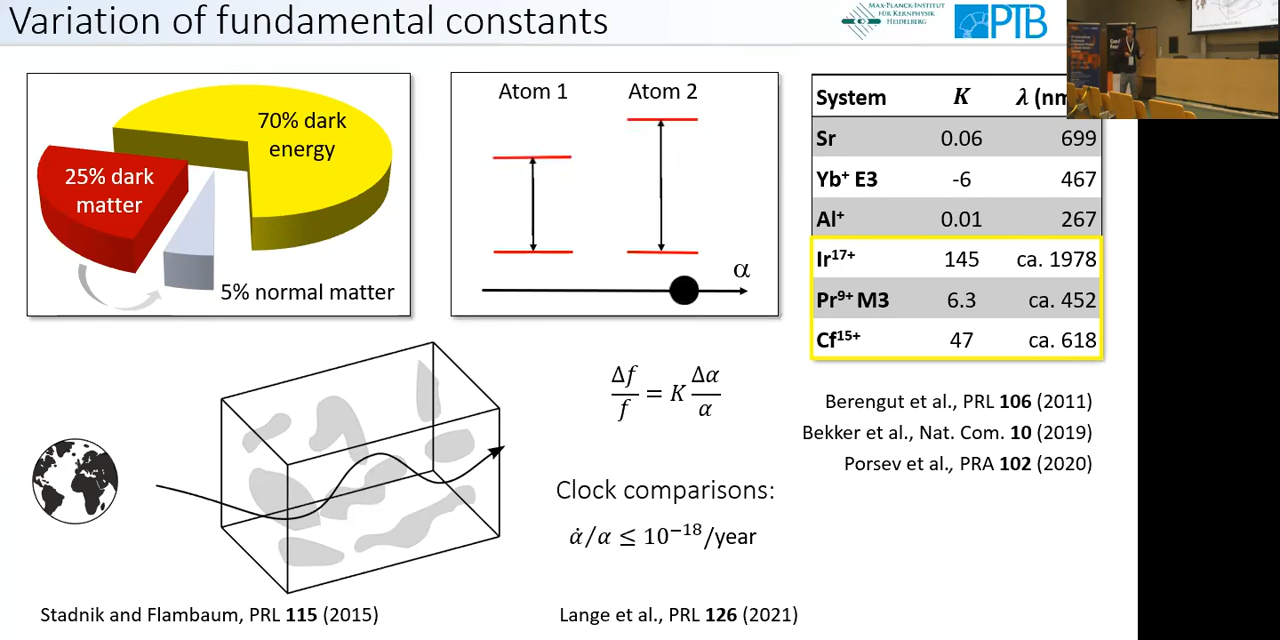 Variation of fundamental constants
MAX-PLANCK-INSTITUT
FÜR KERNPHYSIK
HEIDELBERG
PTB
70% dark
energy
25% dark
matter
5% normal matter
Atom 1 Atom 2
α
System K λ (nm
Sr 0.06 699
Yb⁺ E3 -6 467
Al⁺ 0.01 267
Ir¹⁷⁺ 145 ca. 1978
Pr⁹⁺ M3 6.3 ca. 452
Cf¹⁵⁺ 47 ca. 618
Berengut et al., PRL 106 (2011)
Bekker et al., Nat. Com. 10 (2019)
Porsev et al., PRA 102 (2020)
Δf/f = K Δα/α
Clock comparisons:
α̇/α ≤ 10⁻¹⁸/year
Stadnik and Flambaum, PRL 115 (2015)
Lange et al., PRL 126 (2021)